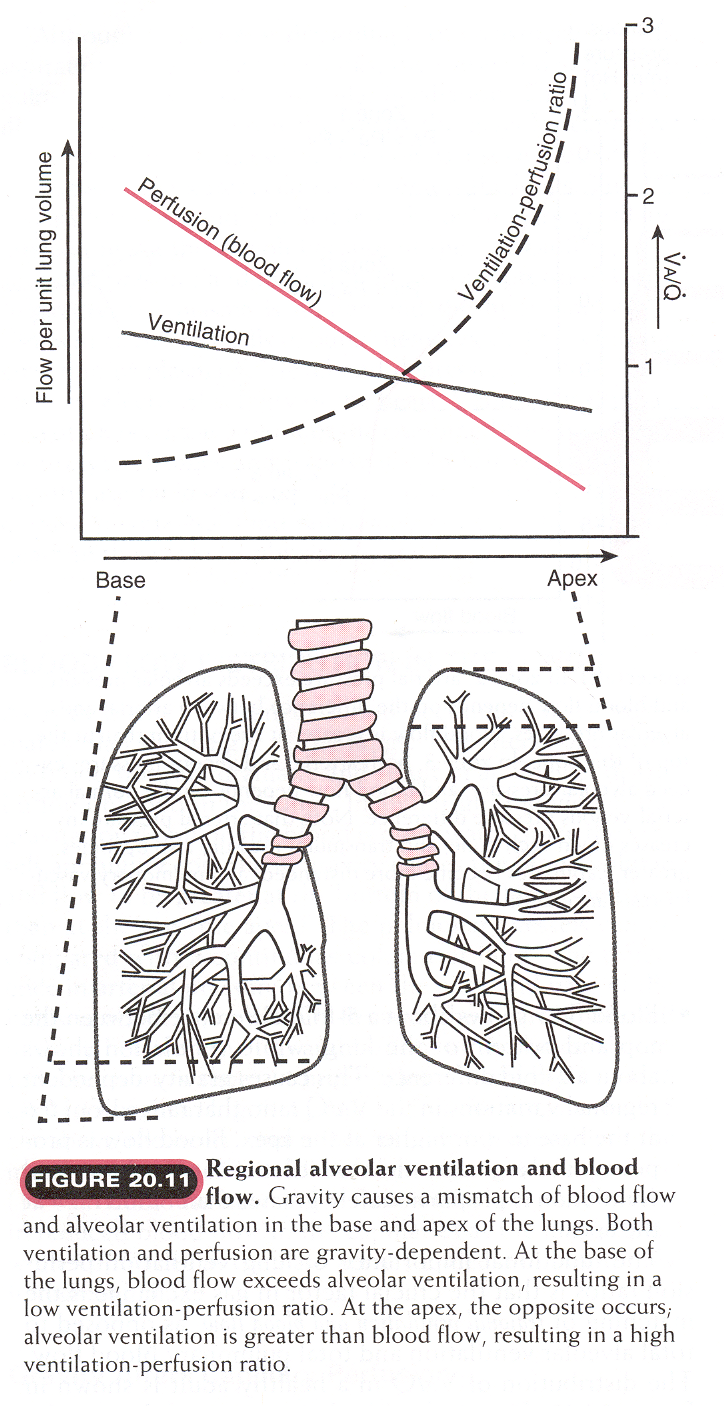 3
Ventilation-perfusion ratio
Flow per unit lung volume
Perfusion (blood flow)
2
V̇A/Q̇
Ventilation
1
Base
Apex
FIGURE 20.11 Regional alveolar ventilation and blood
flow. Gravity causes a mismatch of blood flow
and alveolar ventilation in the base and apex of the lungs. Both
ventilation and perfusion are gravity-dependent. At the base of
the lungs, blood flow exceeds alveolar ventilation, resulting in a
low ventilation-perfusion ratio. At the apex, the opposite occurs;
alveolar ventilation is greater than blood flow, resulting in a high
ventilation-perfusion ratio.